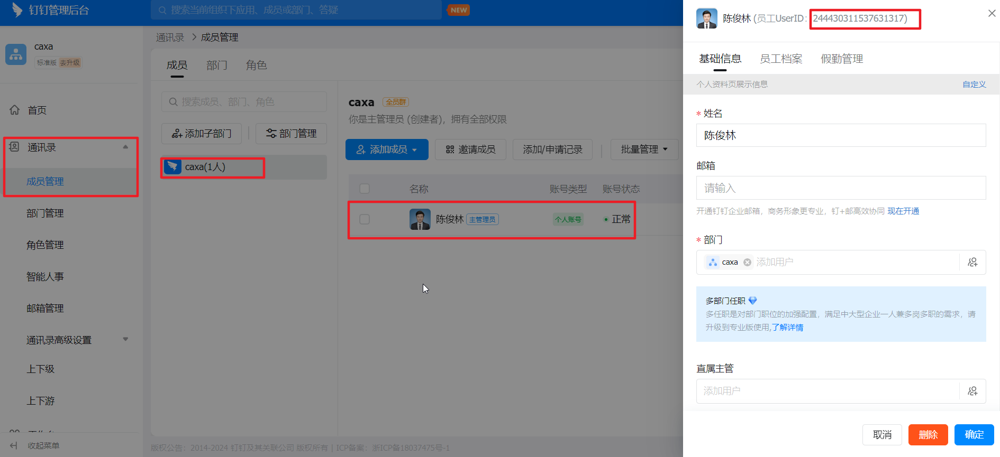 钉钉管理后台
搜索当前组织下应用、成员或部门、答疑
NEW
caxa
标准版 去升级
首页
通讯录
成员管理
部门管理
角色管理
智能人事
邮箱管理
通讯录高级设置
上下级
上下游
收起菜单
通讯录 > 成员管理
成员 部门 角色
搜索成员、部门、角色
添加子部门 部门管理
caxa(1人)
caxa 全员群
你是主管理员 (创建者)，拥有全部权限
添加成员 邀请成员 添加/申请记录 批量管理
名称 账号类型 账号状态
陈俊林 主管理员 个人账号 正常
版权公告：2014-2024 钉钉及其关联公司 版权所有 | ICP备案：浙ICP备18037475号-1
陈俊林 (员工UserID: 244430311537631317)
基础信息 员工档案 假勤管理
个人资料页展示信息 自定义
* 姓名
陈俊林
邮箱
请输入
开通钉钉企业邮箱，商务形象更专业，钉+邮高效协同 现在开通
* 部门
caxa 添加用户
多部门任职
多任职是对部门职位的加强配置，满足中大型企业一人兼多岗多职的需求，请
升级到专业版使用,了解详情
直属主管
添加用户
取消 删除 确定